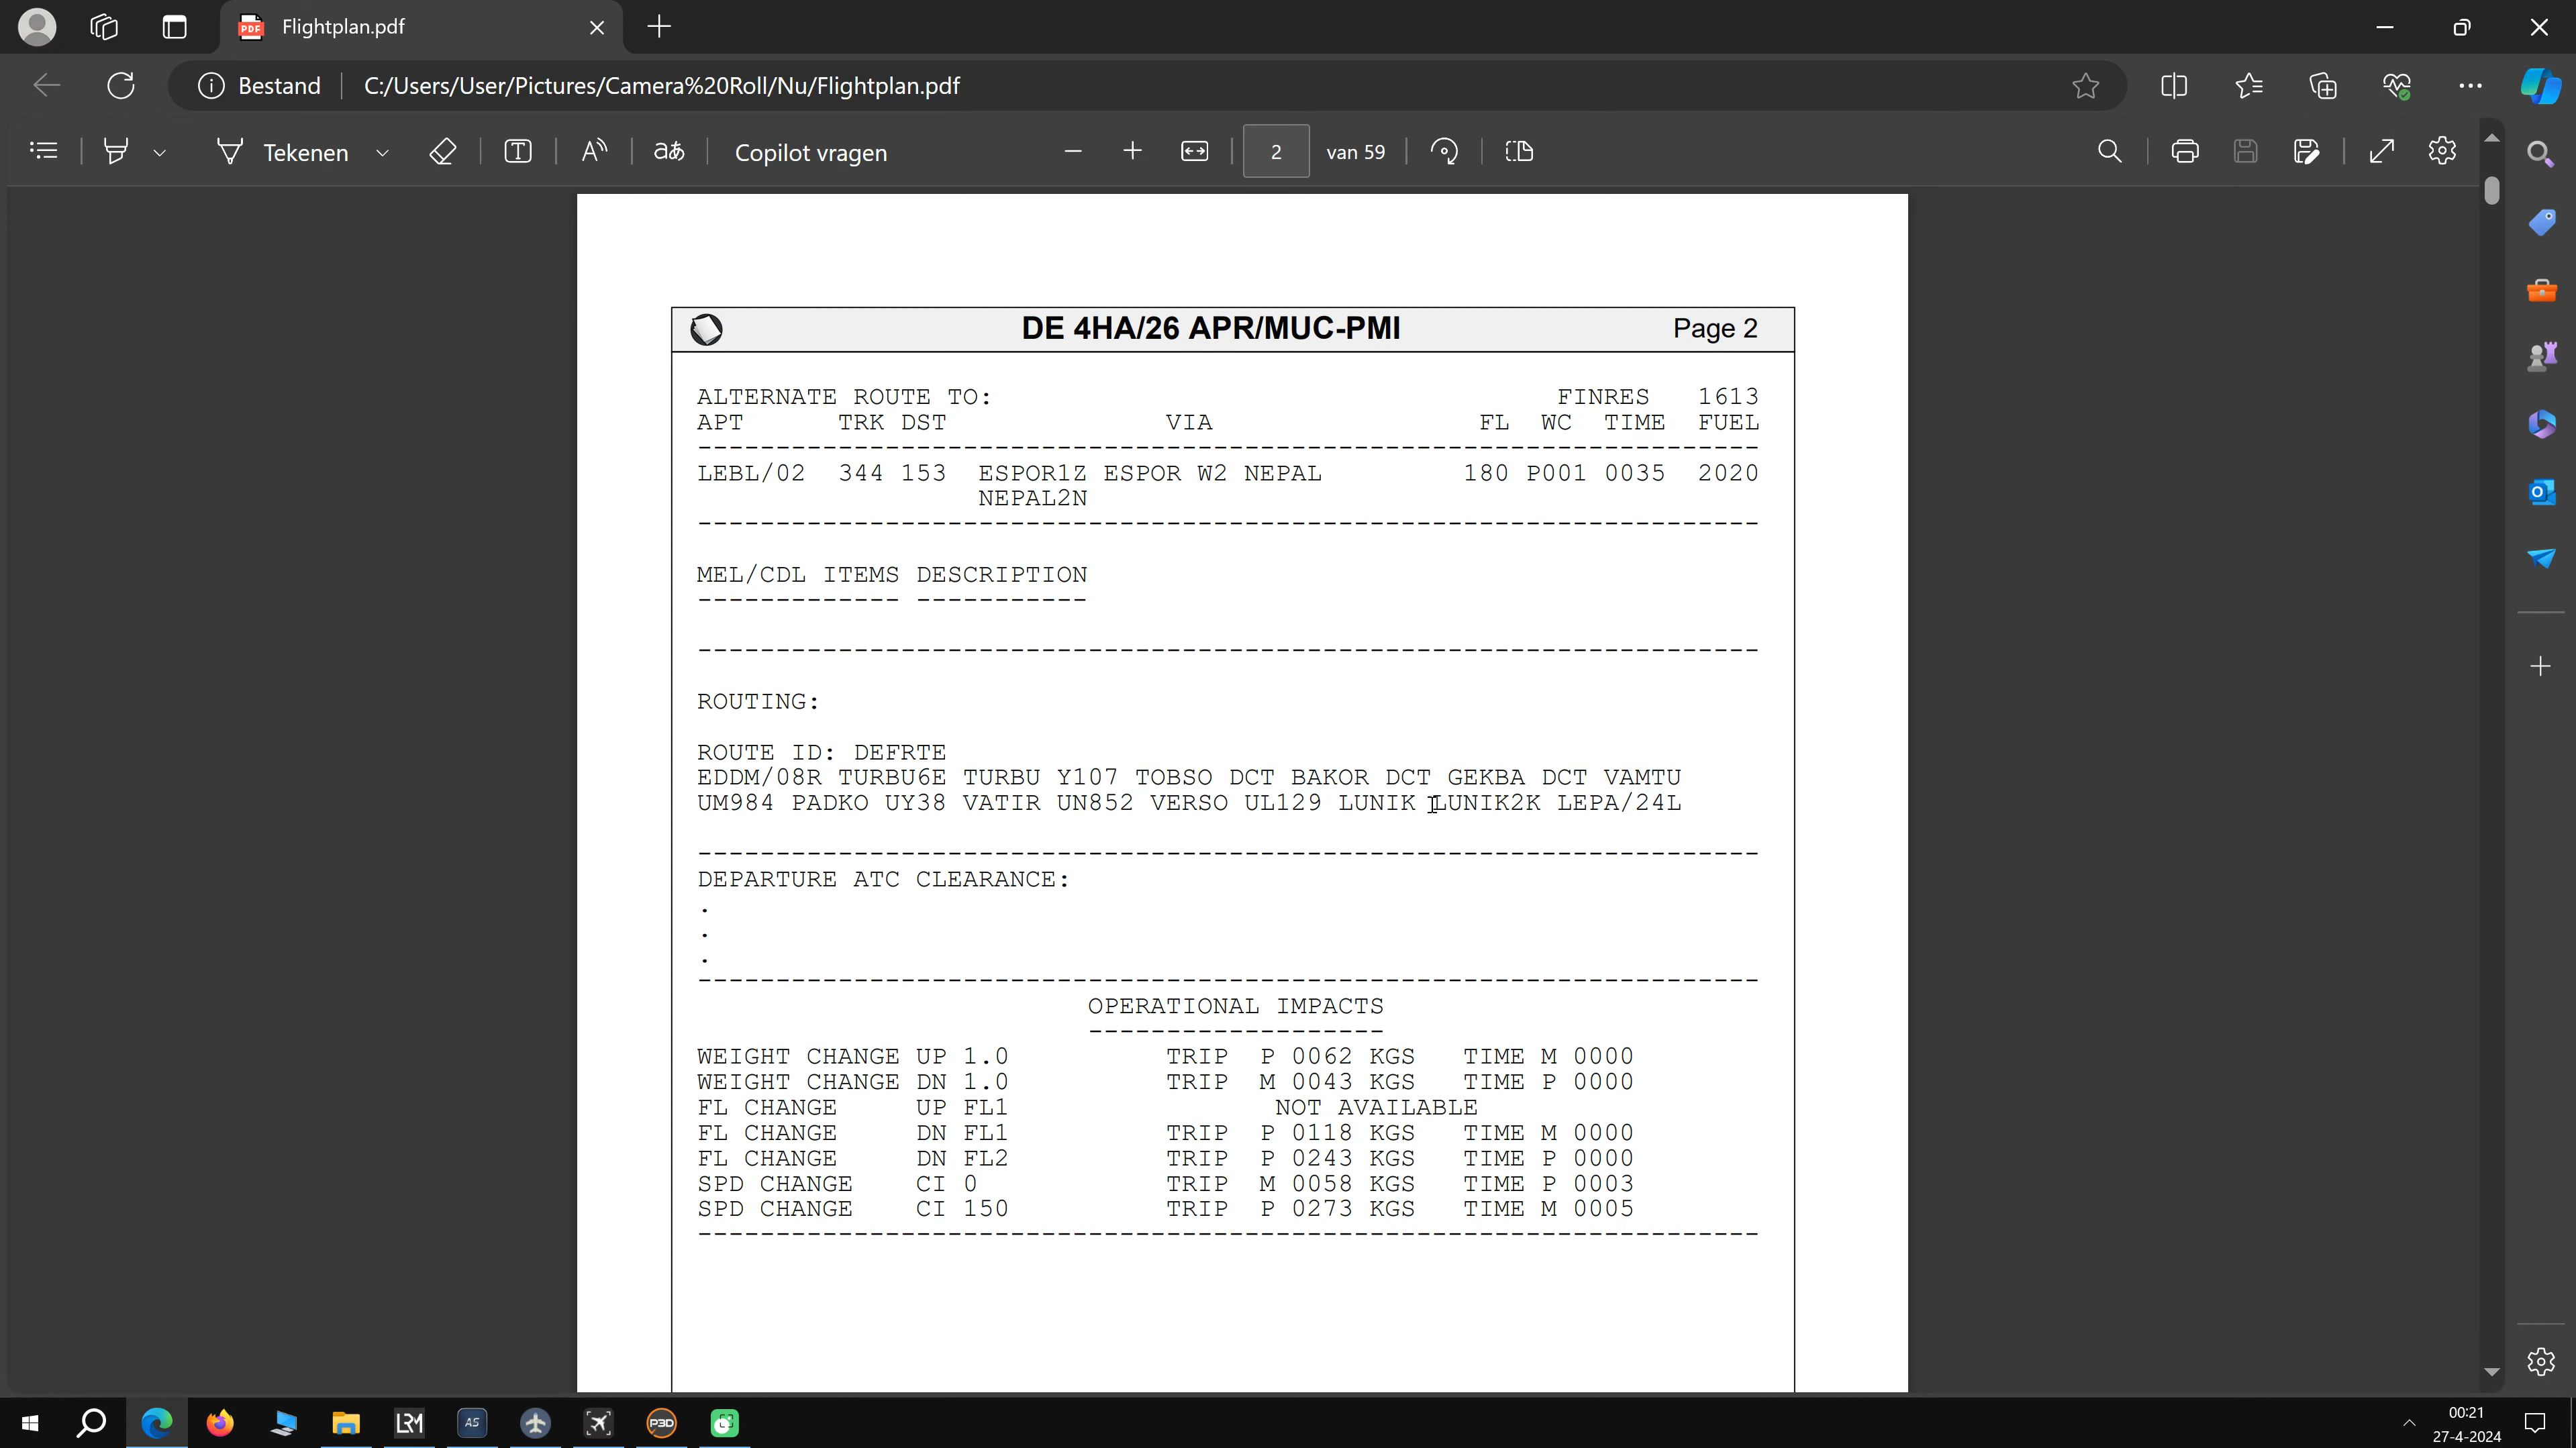 Flightplan.pdf
Bestand C:/Users/User/Pictures/Camera%20Roll/Nu/Flightplan.pdf
Tekenen Copilot vragen 2 van 59
DE 4HA/26 APR/MUC-PMI Page 2
ALTERNATE ROUTE TO: FINRES 1613
APT TRK DST VIA FL WC TIME FUEL
--------------------------------------------------------------------
LEBL/02 344 153 ESPOR1Z ESPOR W2 NEPAL 180 P001 0035 2020
NEPAL2N
--------------------------------------------------------------------
MEL/CDL ITEMS DESCRIPTION
------------- -----------
--------------------------------------------------------------------
ROUTING:
ROUTE ID: DEFRTE
EDDM/08R TURBU6E TURBU Y107 TOBSO DCT BAKOR DCT GEKBA DCT VAMTU
UM984 PADKO UY38 VATIR UN852 VERSO UL129 LUNIK LUNIK2K LEPA/24L
--------------------------------------------------------------------
DEPARTURE ATC CLEARANCE:
.
.
.
--------------------------------------------------------------------
OPERATIONAL IMPACTS
-------------------
WEIGHT CHANGE UP 1.0 TRIP P 0062 KGS TIME M 0000
WEIGHT CHANGE DN 1.0 TRIP M 0043 KGS TIME P 0000
FL CHANGE UP FL1 NOT AVAILABLE
FL CHANGE DN FL1 TRIP P 0118 KGS TIME M 0000
FL CHANGE DN FL2 TRIP P 0243 KGS TIME P 0000
SPD CHANGE CI 0 TRIP M 0058 KGS TIME P 0003
SPD CHANGE CI 150 TRIP P 0273 KGS TIME M 0005
--------------------------------------------------------------------
LRM AS P3D
00:21
27-4-2024